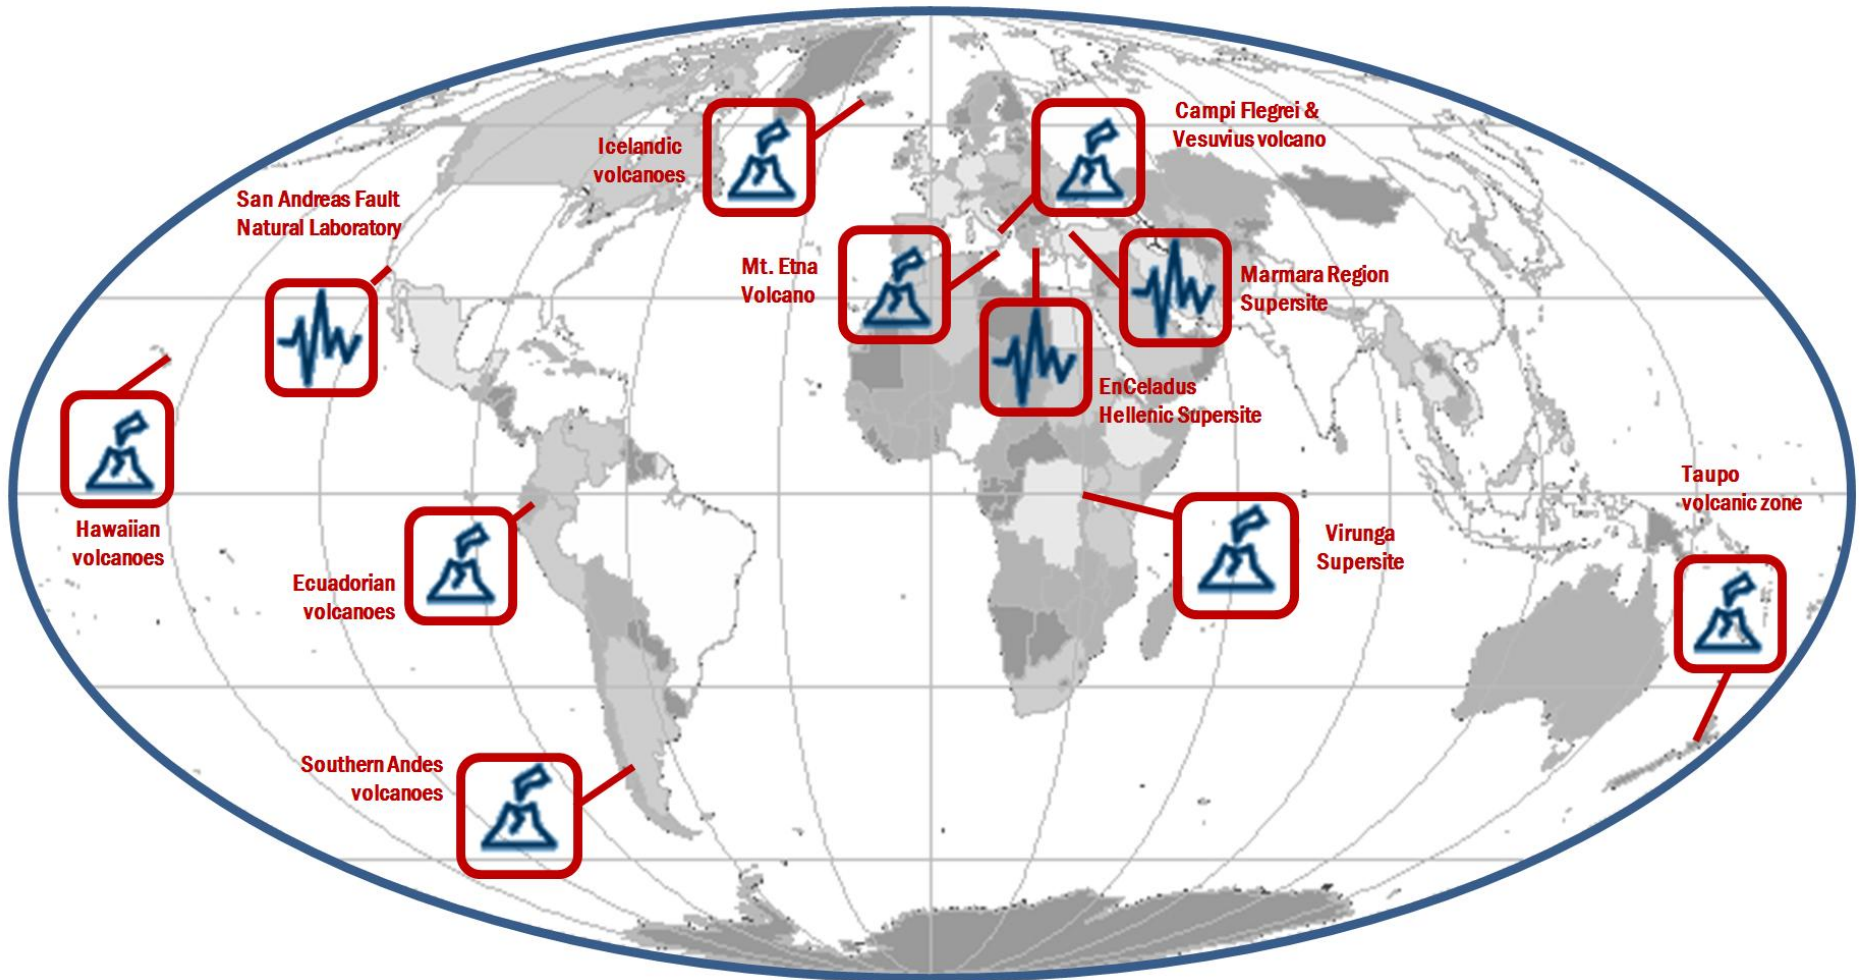 Campi Flegrei &
Vesuvius volcano
Icelandic
volcanoes
San Andreas Fault
Natural Laboratory
Mt. Etna
Volcano
Marmara Region
Supersite
EnCeladus
Hellenic Supersite
Taupo
volcanic zone
Hawaiian
volcanoes
Virunga
Supersite
Ecuadorian
volcanoes
Southern Andes
volcanoes